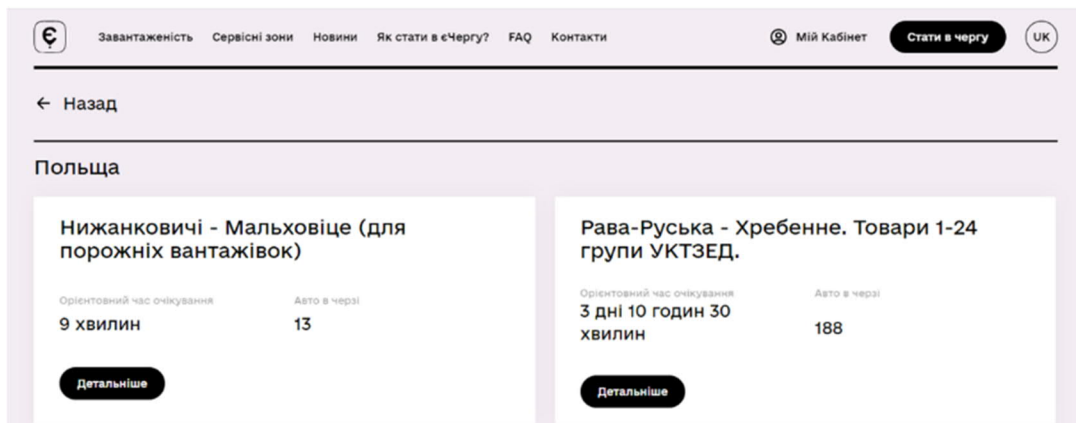 Є Завантаженість Сервісні зони Новини Як стати в єЧергу? FAQ Контакти Мій Кабінет Стати в чергу UK
← Назад
Польща
Нижанковичі - Мальховіце (для
порожніх вантажівок)
Орієнтовний час очікування Авто в черзі
9 хвилин 13
Детальніше
Рава-Руська - Хребенне. Товари 1-24
групи УКТЗЕД.
Орієнтовний час очікування Авто в черзі
3 дні 10 годин 30
хвилин 188
Детальніше